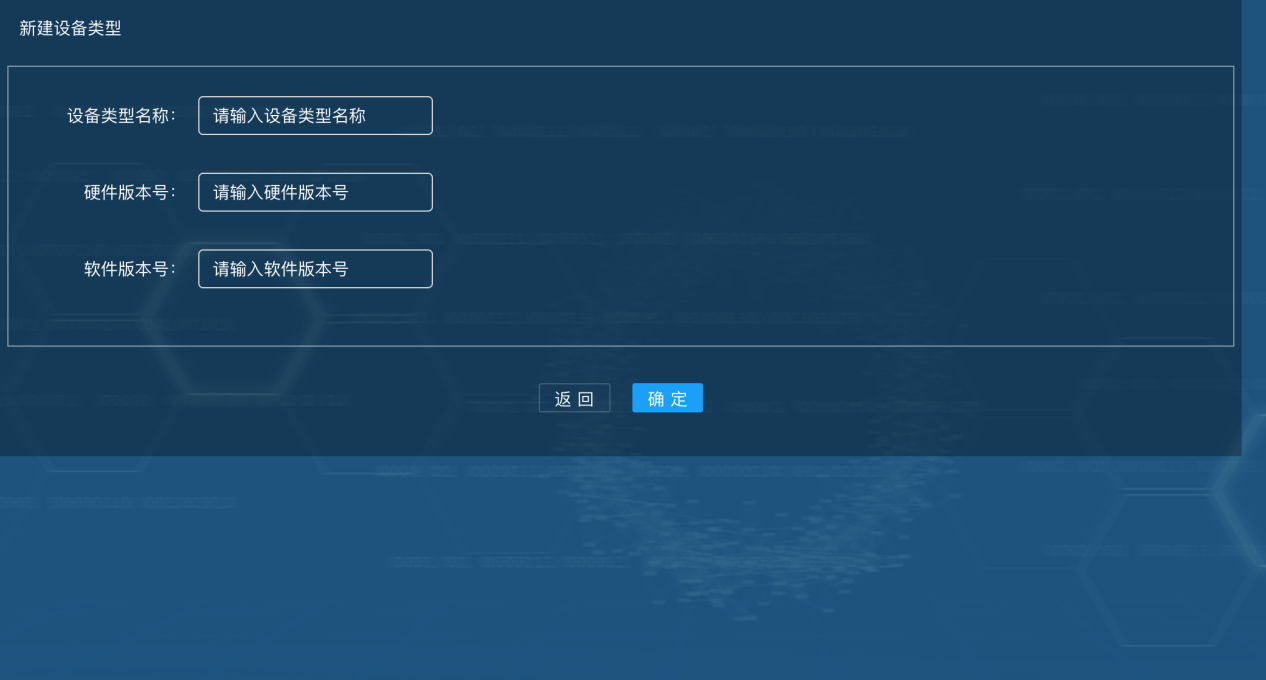 新建设备类型
设备类型名称： 请输入设备类型名称
硬件版本号： 请输入硬件版本号
软件版本号： 请输入软件版本号
返 回 确 定